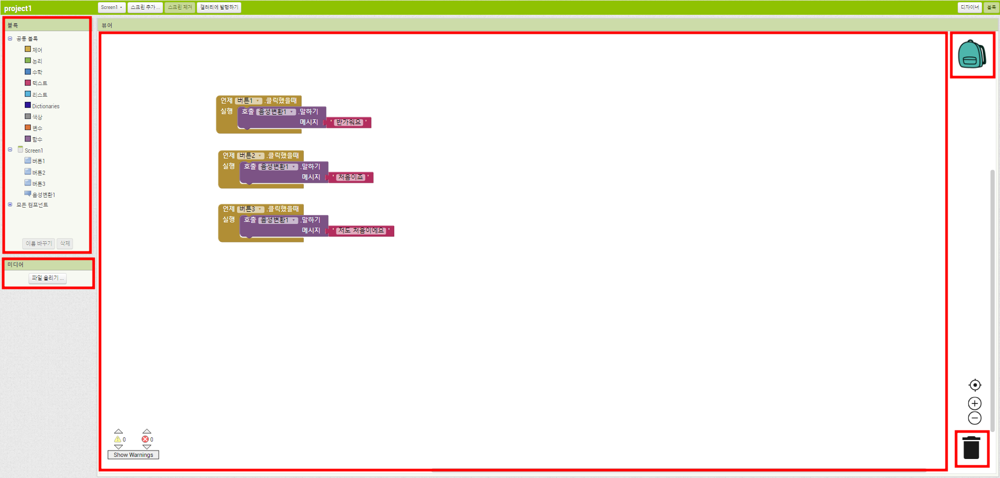 project1
Screen1
스크린 추가 ...
스크린 제거
갤러리에 발행하기
디자이너
블록
블록
공통 블록
제어
논리
수학
텍스트
리스트
Dictionaries
색상
변수
함수
Screen1
버튼1
버튼2
버튼3
음성변환1
모든 컴포넌트
이름 바꾸기
삭제
미디어
파일 올리기 ...
뷰어
언제 버튼1 .클릭했을때
실행 호출 음성변환1 .말하기
메시지 ' 반가워요 '
언제 버튼2 .클릭했을때
실행 호출 음성변환1 .말하기
메시지 ' 처음이죠 '
언제 버튼3 .클릭했을때
실행 호출 음성변환1 .말하기
메시지 ' 저도 처음이에요 '
0
0
Show Warnings